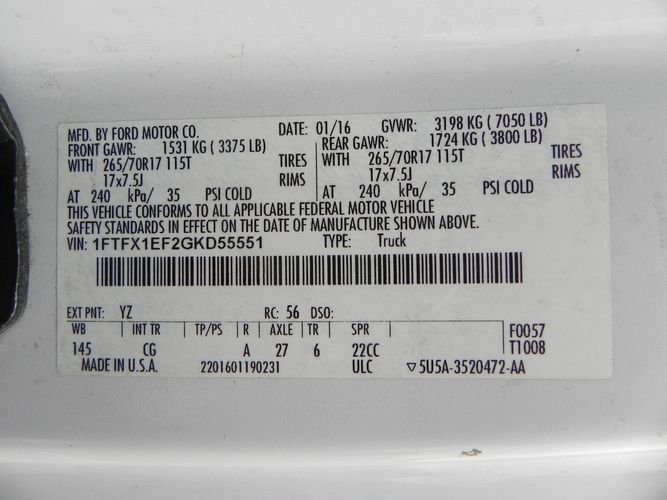 MFD. BY FORD MOTOR CO. DATE: 01/16 GVWR: 3198 KG ( 7050 LB)
FRONT GAWR: 1531 KG ( 3375 LB) REAR GAWR: 1724 KG ( 3800 LB)
WITH 265/70R17 115T TIRES WITH 265/70R17 115T TIRES
17x7.5J RIMS 17x7.5J RIMS
AT 240 kPa/ 35 PSI COLD AT 240 kPa/ 35 PSI COLD
THIS VEHICLE CONFORMS TO ALL APPLICABLE FEDERAL MOTOR VEHICLE
SAFETY STANDARDS IN EFFECT ON THE DATE OF MANUFACTURE SHOWN ABOVE.
VIN: 1FTFX1EF2GKD55551 TYPE: Truck
EXT PNT: YZ RC: 56 DSO:
WB INT TR TP/PS R AXLE TR SPR F0057
145 CG A 27 6 22CC T1008
MADE IN U.S.A. 2201601190231 ULC ▽5U5A-3520472-AA